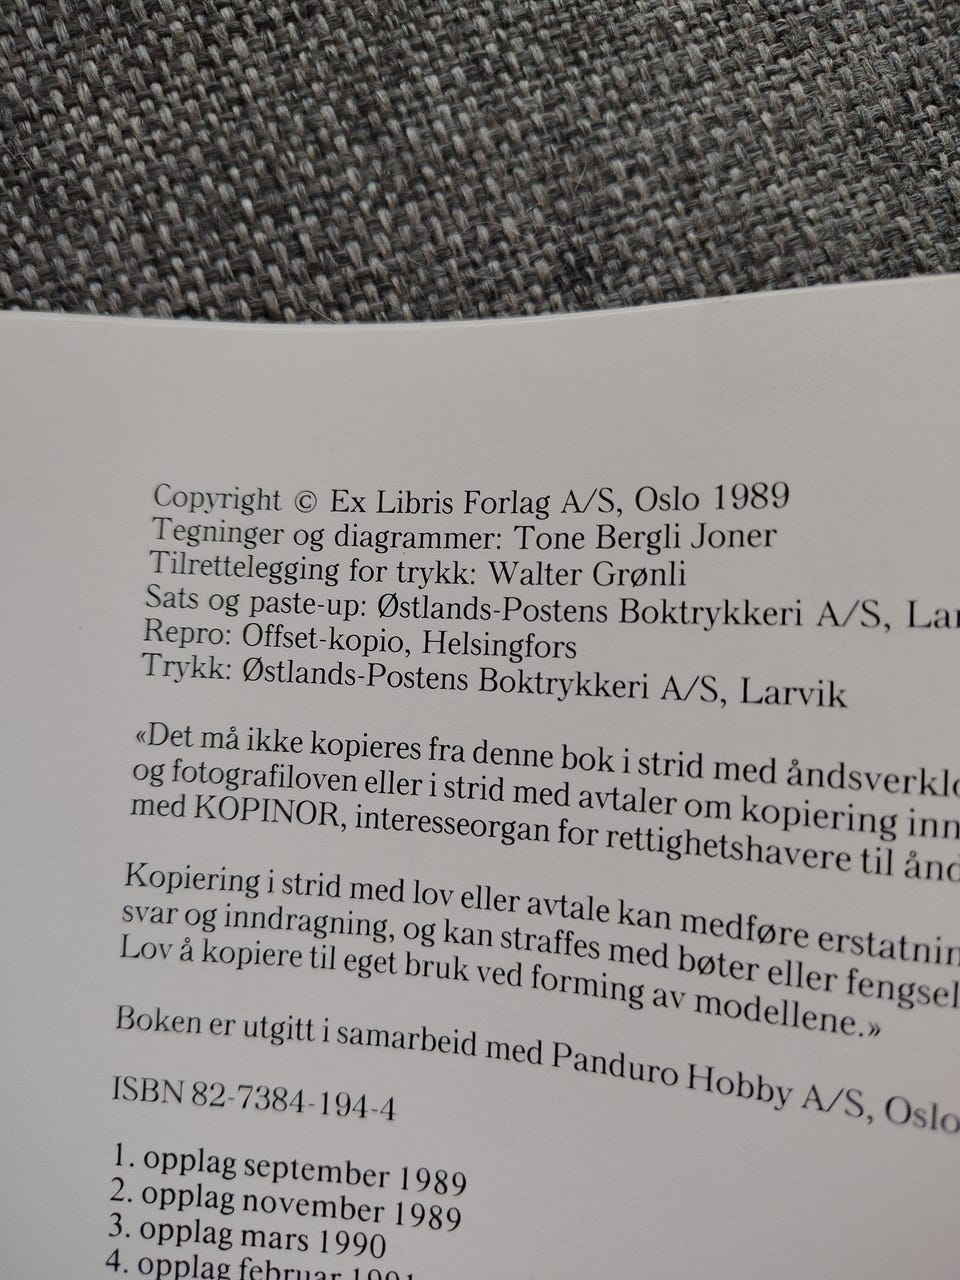 Copyright © Ex Libris Forlag A/S, Oslo 1989
Tegninger og diagrammer: Tone Bergli Joner
Tilrettelegging for trykk: Walter Grønli
Sats og paste-up: Østlands-Postens Boktrykkeri A/S,
Repro: Offset-kopio, Helsingfors
Trykk: Østlands-Postens Boktrykkeri A/S, Larvik
«Det må ikke kopieres fra denne bok i strid med
og fotografiloven eller i strid med avtaler om kopiering
med KOPINOR, interesseorgan for rettighetshavere til
Kopiering i strid med lov eller avtale kan medføre
svar og inndragning, og kan straffes med bøter eller fengsel
Lov å kopiere til eget bruk ved forming av modellene.»
Boken er utgitt i samarbeid med Panduro Hobby A/S, Oslo
ISBN 82-7384-194-4
1. opplag september 1989
2. opplag november 1989
3. opplag mars 1990
4. opplag februar